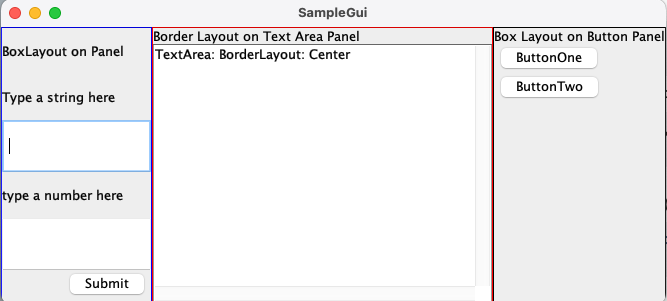 SampleGui
BoxLayout on Panel
Type a string here
type a number here
Submit
Border Layout on Text Area Panel
TextArea: BorderLayout: Center
Box Layout on Button Panel
ButtonOne
ButtonTwo